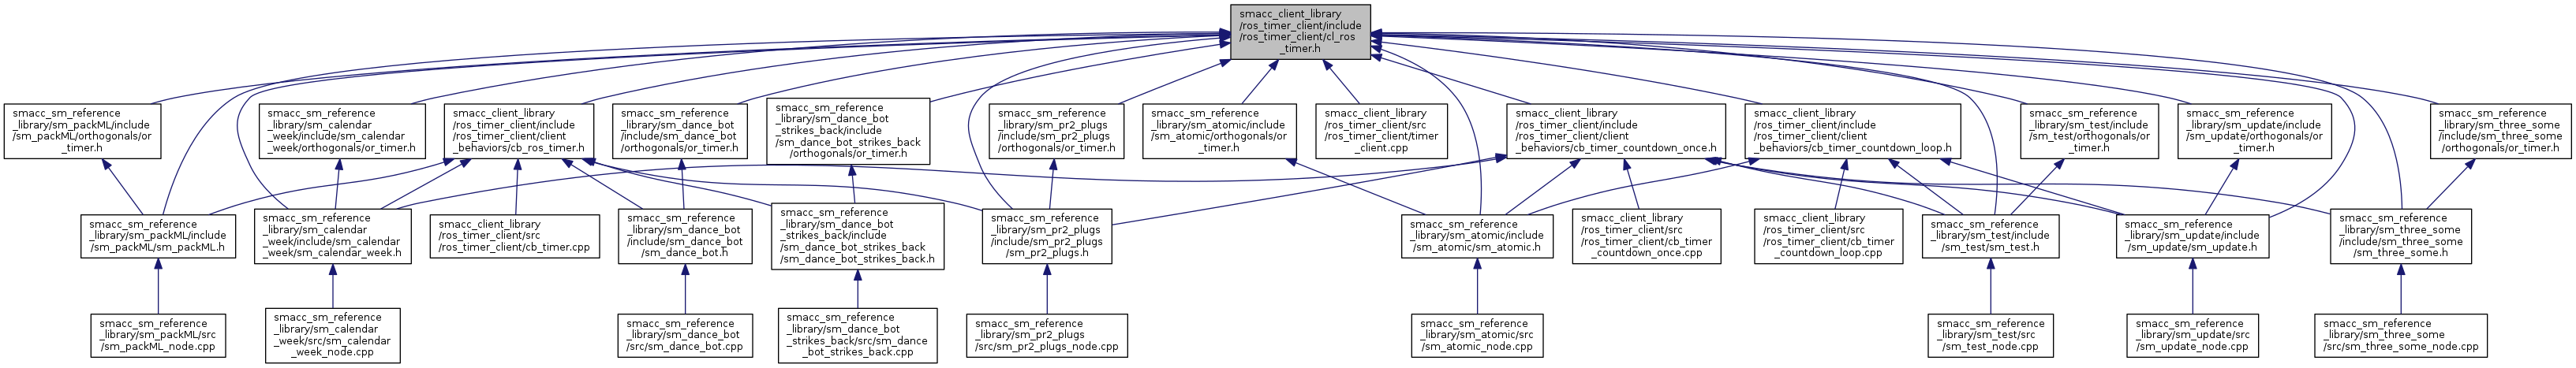 smacc_client_library
/ros_timer_client/include
/ros_timer_client/cl_ros
_timer.h
smacc_sm_reference
_library/sm_packML/include
/sm_packML/orthogonals/or
_timer.h
smacc_sm_reference
_library/sm_calendar
_week/include/sm_calendar
_week/orthogonals/or_timer.h
smacc_client_library
/ros_timer_client/include
/ros_timer_client/client
_behaviors/cb_ros_timer.h
smacc_sm_reference
_library/sm_dance_bot
/include/sm_dance_bot
/orthogonals/or_timer.h
smacc_sm_reference
_library/sm_dance_bot
_strikes_back/include
/sm_dance_bot_strikes_back
/orthogonals/or_timer.h
smacc_sm_reference
_library/sm_pr2_plugs
/include/sm_pr2_plugs
/orthogonals/or_timer.h
smacc_sm_reference
_library/sm_atomic/include
/sm_atomic/orthogonals/or
_timer.h
smacc_client_library
/ros_timer_client/src
/ros_timer_client/timer
_client.cpp
smacc_client_library
/ros_timer_client/include
/ros_timer_client/client
_behaviors/cb_timer_countdown_once.h
smacc_client_library
/ros_timer_client/include
/ros_timer_client/client
_behaviors/cb_timer_countdown_loop.h
smacc_sm_reference
_library/sm_test/include
/sm_test/orthogonals/or
_timer.h
smacc_sm_reference
_library/sm_update/include
/sm_update/orthogonals/or
_timer.h
smacc_sm_reference
_library/sm_three_some
/include/sm_three_some
/orthogonals/or_timer.h
smacc_sm_reference
_library/sm_packML/include
/sm_packML/sm_packML.h
smacc_sm_reference
_library/sm_calendar
_week/include/sm_calendar
_week/sm_calendar_week.h
smacc_client_library
/ros_timer_client/src
/ros_timer_client/cb_timer.cpp
smacc_sm_reference
_library/sm_dance_bot
/include/sm_dance_bot
/sm_dance_bot.h
smacc_sm_reference
_library/sm_dance_bot
_strikes_back/include
/sm_dance_bot_strikes_back
/sm_dance_bot_strikes_back.h
smacc_sm_reference
_library/sm_pr2_plugs
/include/sm_pr2_plugs
/sm_pr2_plugs.h
smacc_sm_reference
_library/sm_atomic/include
/sm_atomic/sm_atomic.h
smacc_client_library
/ros_timer_client/src
/ros_timer_client/cb_timer
_countdown_once.cpp
smacc_client_library
/ros_timer_client/src
/ros_timer_client/cb_timer
_countdown_loop.cpp
smacc_sm_reference
_library/sm_test/include
/sm_test/sm_test.h
smacc_sm_reference
_library/sm_update/include
/sm_update/sm_update.h
smacc_sm_reference
_library/sm_three_some
/include/sm_three_some
/sm_three_some.h
smacc_sm_reference
_library/sm_packML/src
/sm_packML_node.cpp
smacc_sm_reference
_library/sm_calendar
_week/src/sm_calendar
_week_node.cpp
smacc_sm_reference
_library/sm_dance_bot
/src/sm_dance_bot.cpp
smacc_sm_reference
_library/sm_dance_bot
_strikes_back/src/sm_dance
_bot_strikes_back.cpp
smacc_sm_reference
_library/sm_pr2_plugs
/src/sm_pr2_plugs_node.cpp
smacc_sm_reference
_library/sm_atomic/src
/sm_atomic_node.cpp
smacc_sm_reference
_library/sm_test/src
/sm_test_node.cpp
smacc_sm_reference
_library/sm_update/src
/sm_update_node.cpp
smacc_sm_reference
_library/sm_three_some
/src/sm_three_some_node.cpp